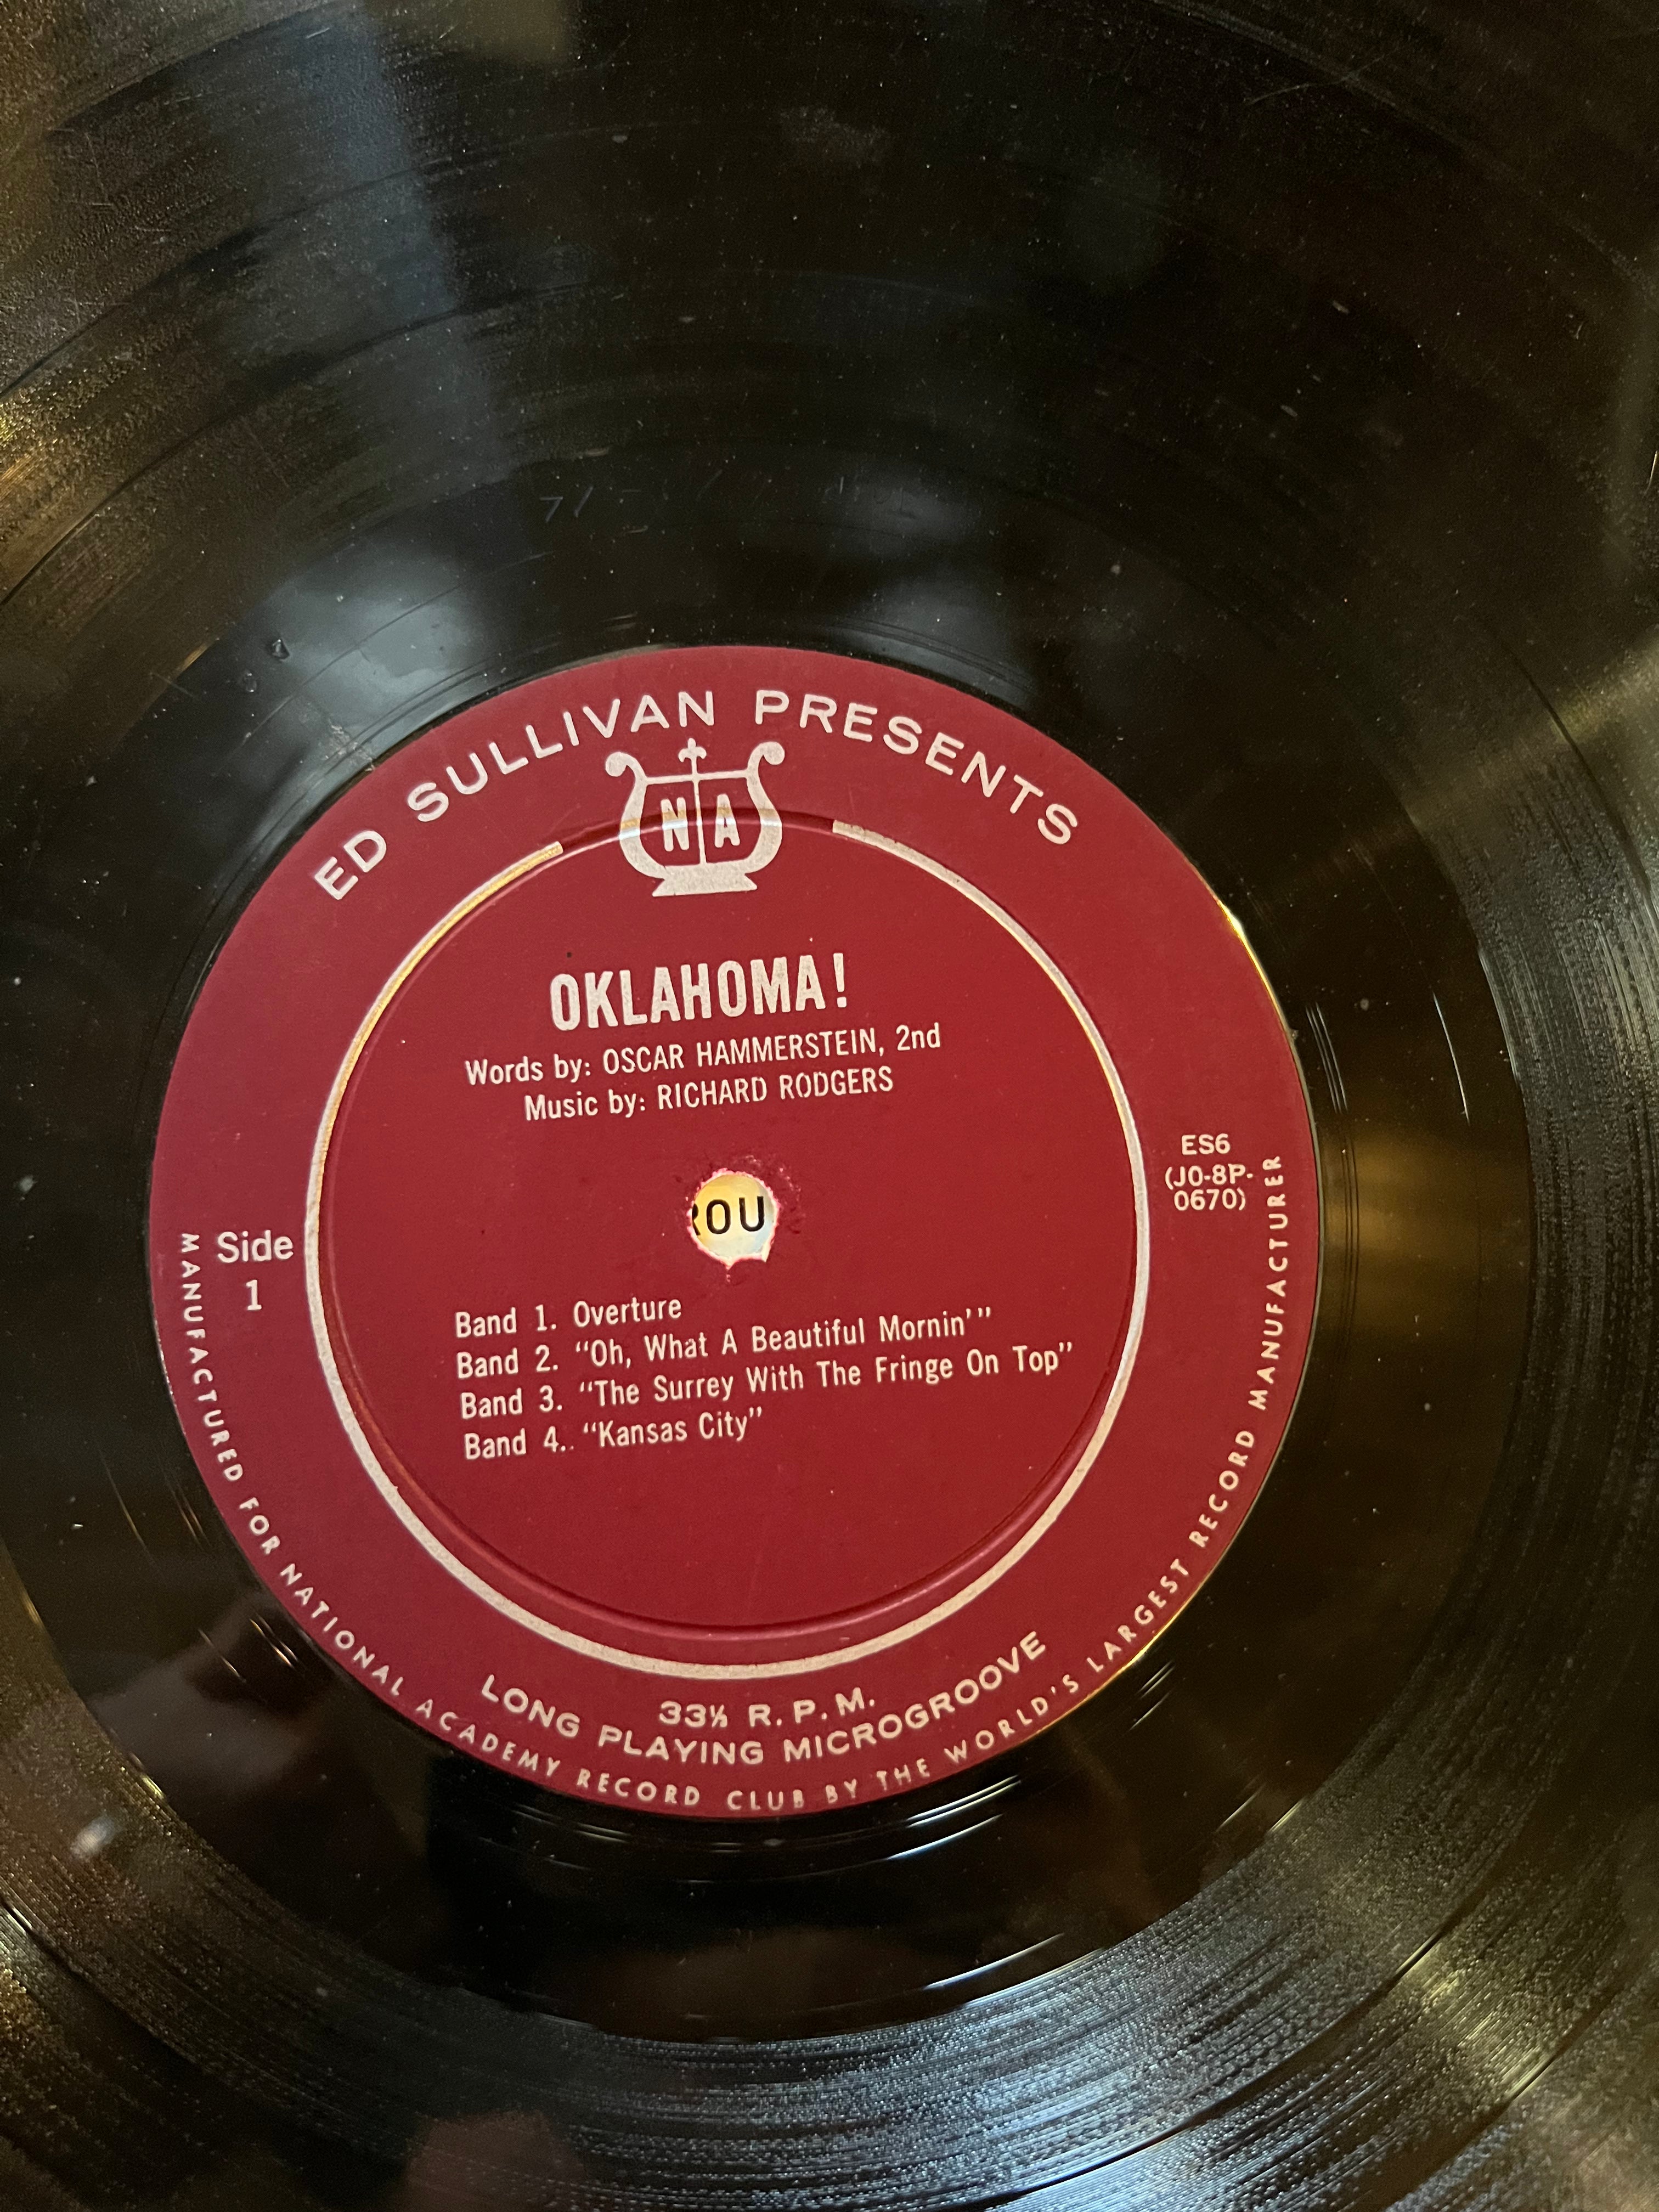 ED SULLIVAN PRESENTS
N A
OKLAHOMA!
Words by: OSCAR HAMMERSTEIN, 2nd
Music by: RICHARD RODGERS
ES6
(JO-8P-
0670)
OU
Side
1
Band 1. Overture
Band 2. “Oh, What A Beautiful Mornin'”
Band 3. “The Surrey With The Fringe On Top”
Band 4.. “Kansas City”
33⅓ R.P.M.
LONG PLAYING MICROGROOVE
MANUFACTURED FOR NATIONAL ACADEMY RECORD CLUB BY THE WORLD'S LARGEST RECORD MANUFACTURER